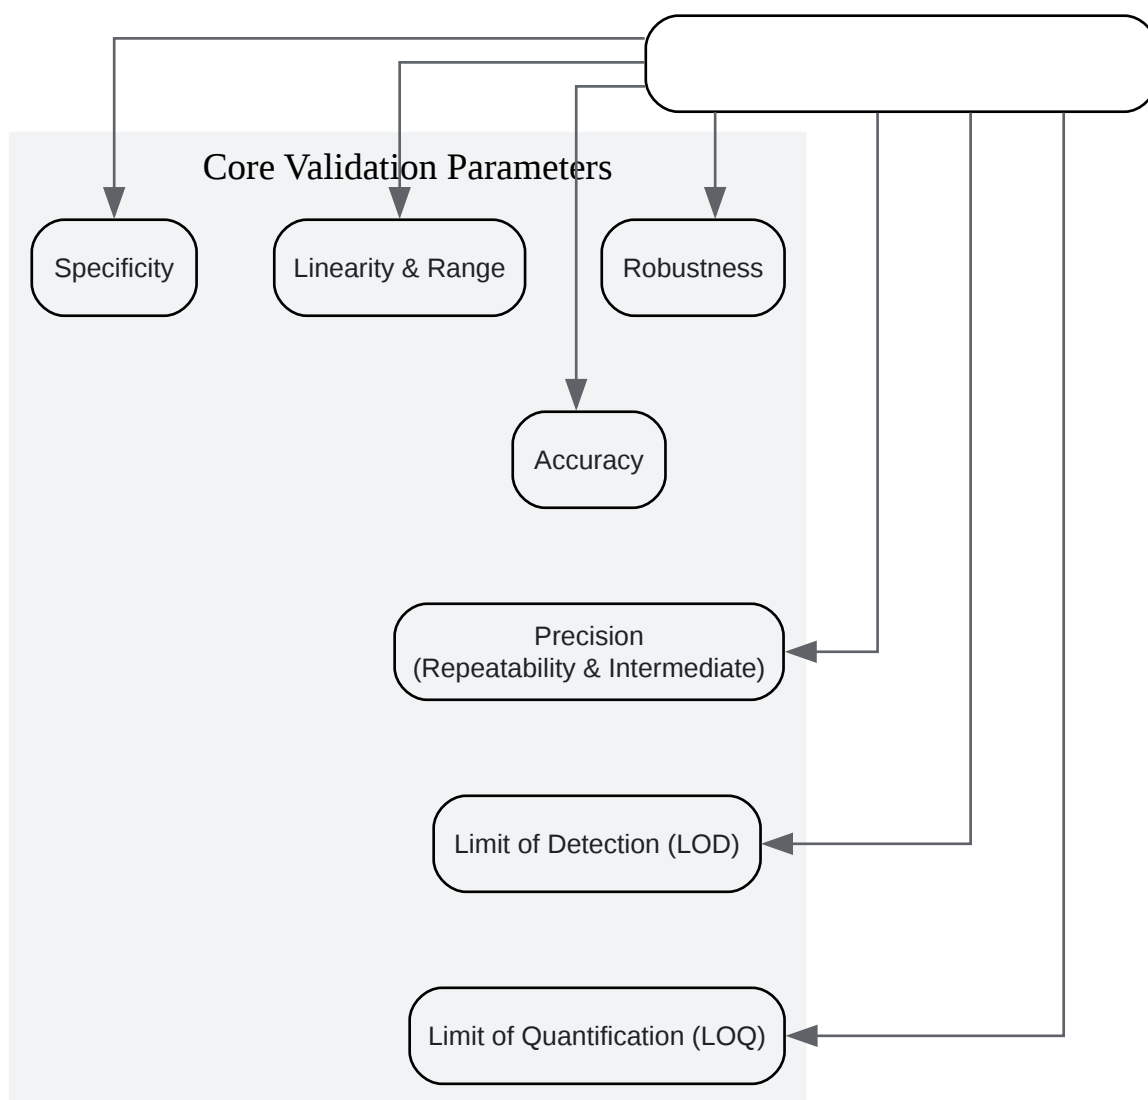 Core Validation Parameters
Specificity
Linearity & Range
Robustness
Accuracy
Precision
(Repeatability & Intermediate)
Limit of Detection (LOD)
Limit of Quantification (LOQ)